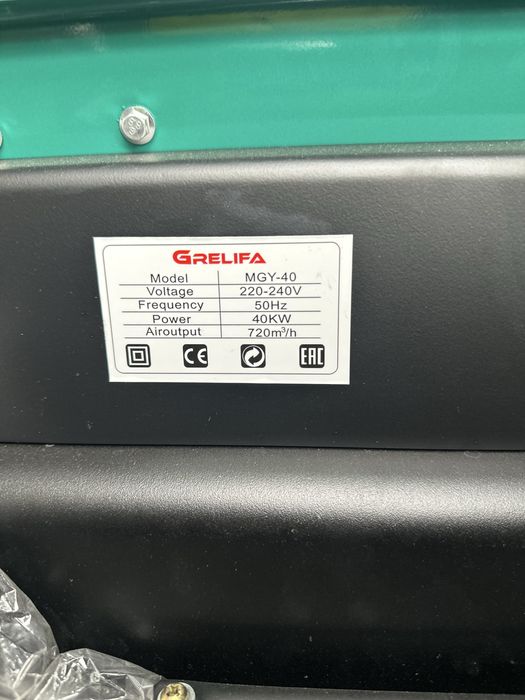 GRELIFA
Model MGY-40
Voltage 220-240V
Frequency 50Hz
Power 40KW
Airoutput 720m³/h
CE EAC